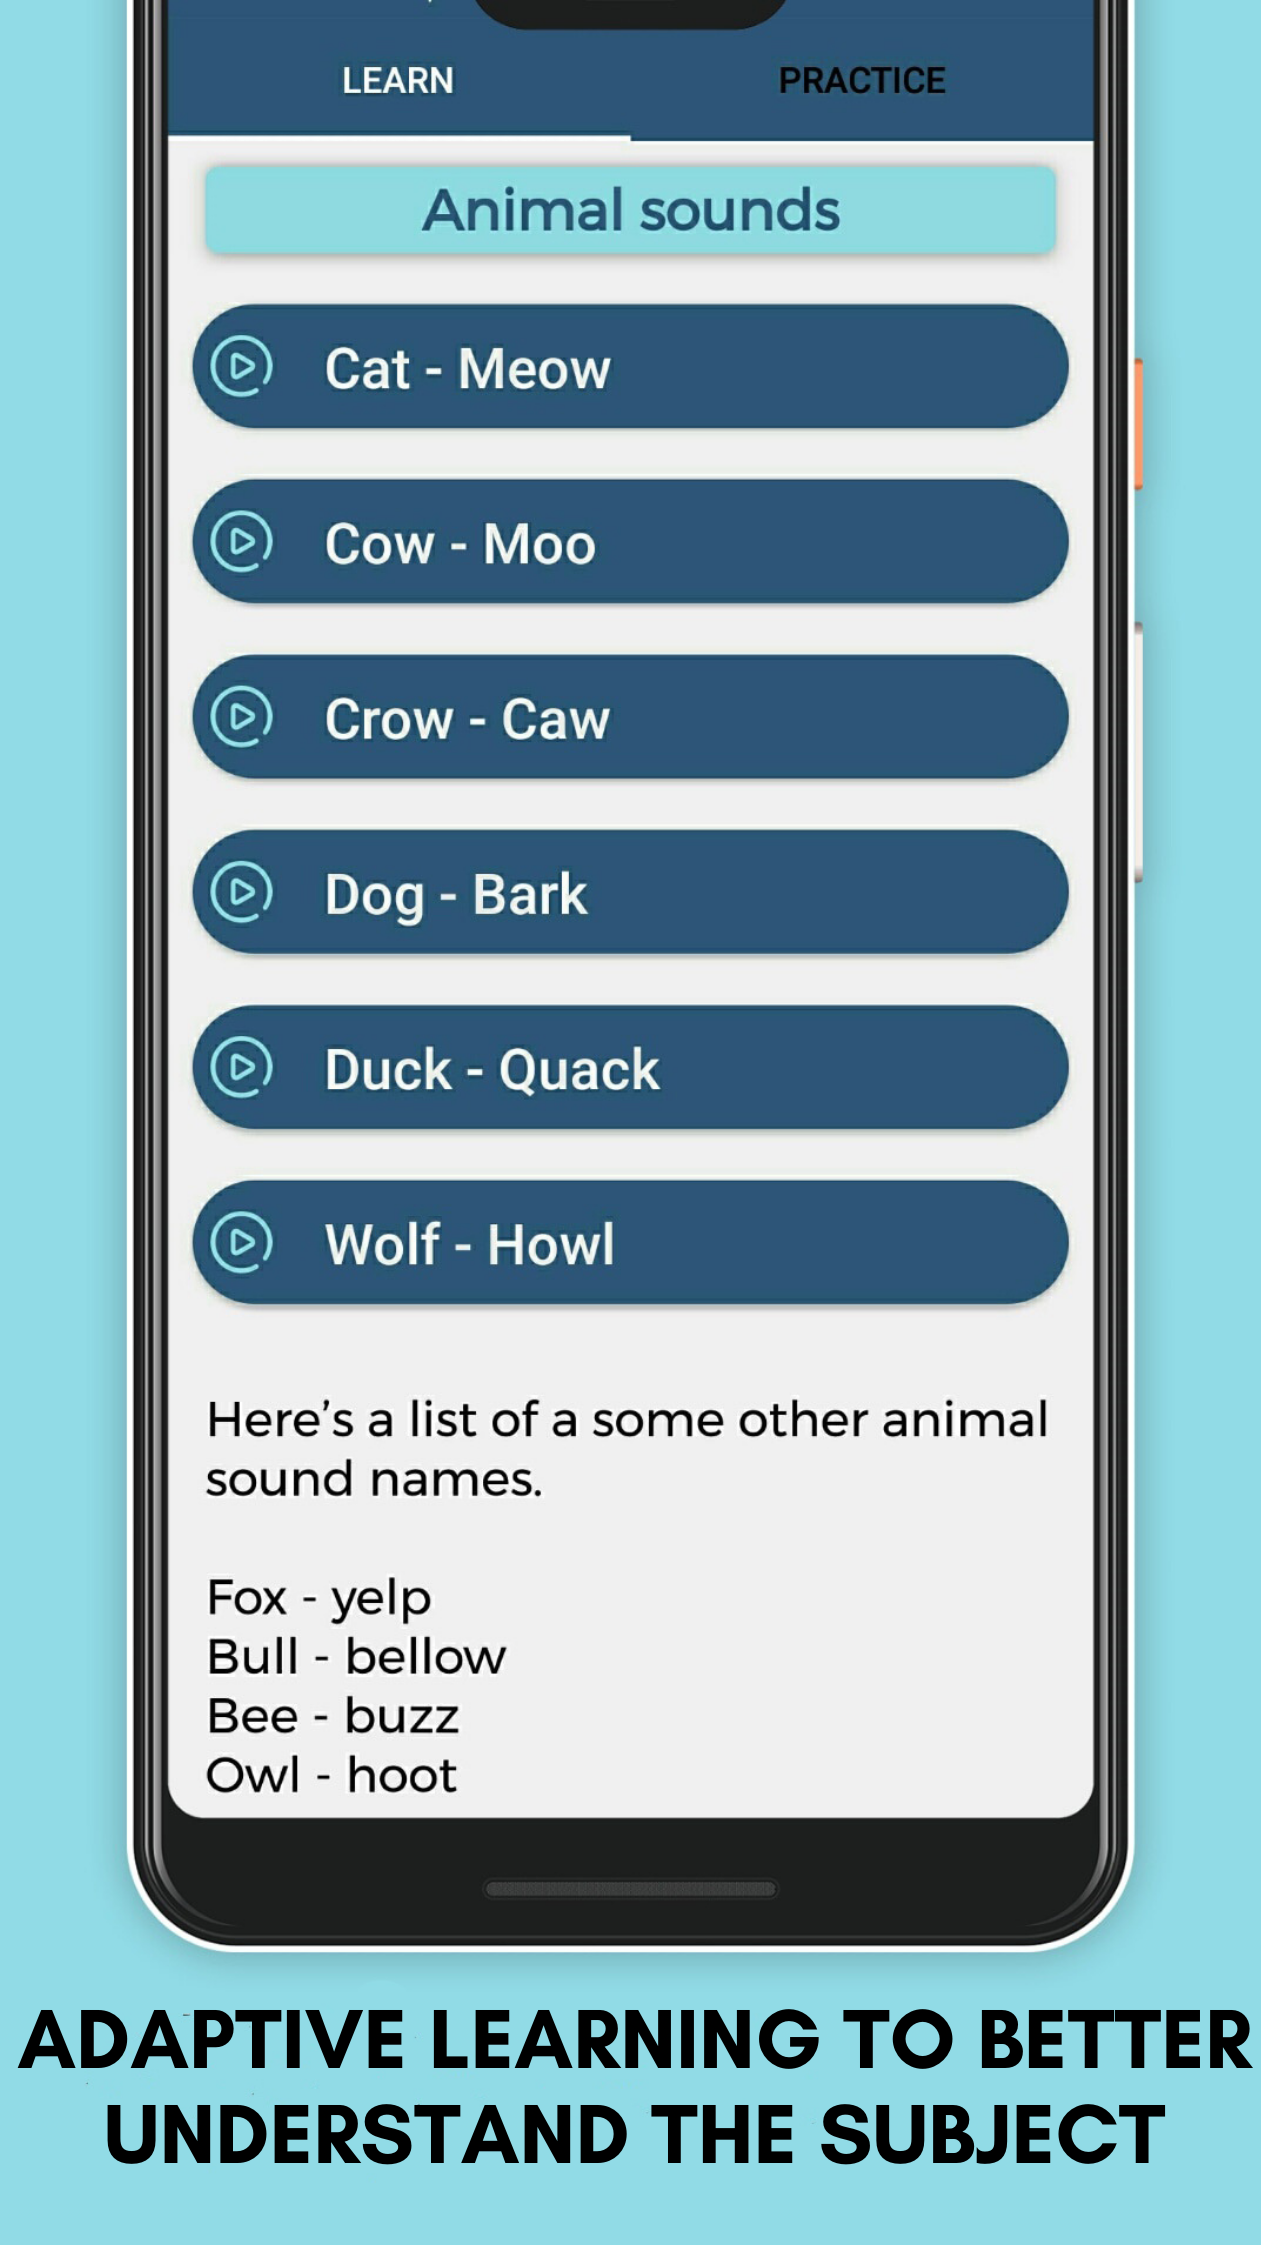 LEARN PRACTICE
Animal sounds
Cat - Meow
Cow - Moo
Crow - Caw
Dog - Bark
Duck - Quack
Wolf - Howl
Here's a list of a some other animal
sound names.
Fox - yelp
Bull - bellow
Bee - buzz
Owl - hoot
ADAPTIVE LEARNING TO BETTER
UNDERSTAND THE SUBJECT